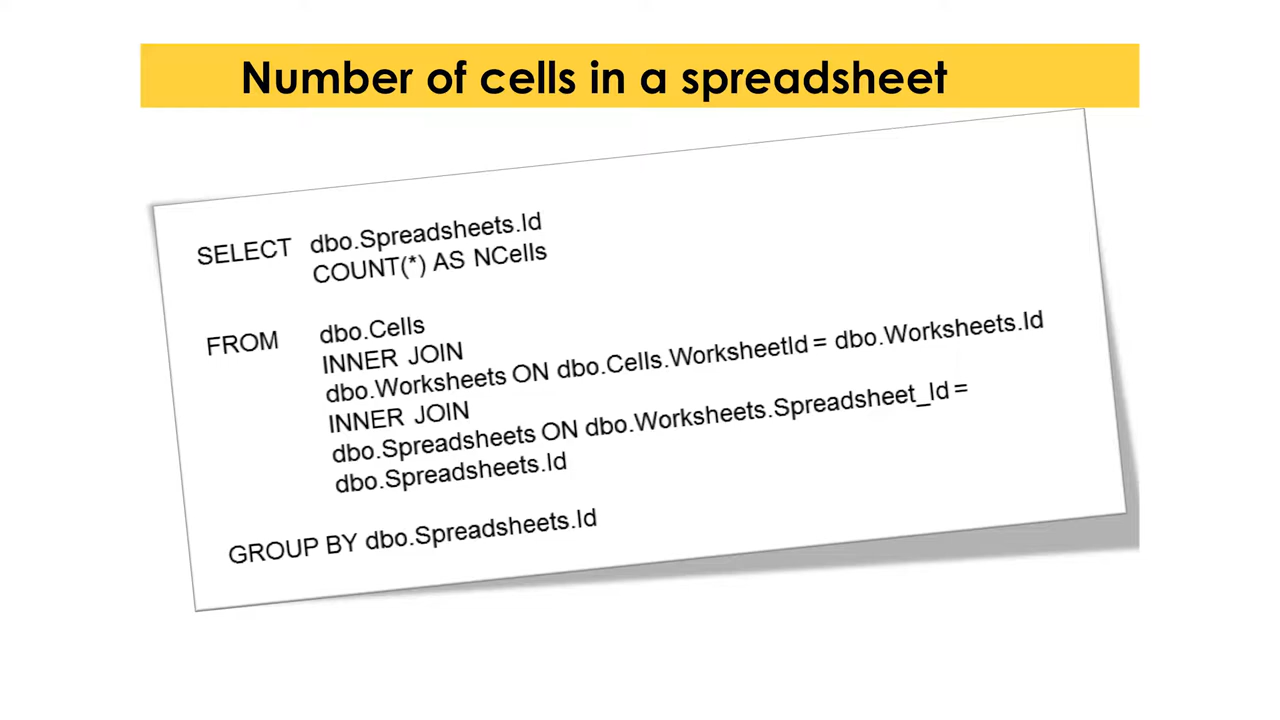 Number of cells in a spreadsheet
SELECT dbo.Spreadsheets.Id
COUNT(*) AS NCells
FROM dbo.Cells
INNER JOIN
dbo.Worksheets ON dbo.Cells.WorksheetId = dbo.Worksheets.Id
INNER JOIN
dbo.Spreadsheets ON dbo.Worksheets.Spreadsheet_Id =
dbo.Spreadsheets.Id
GROUP BY dbo.Spreadsheets.Id